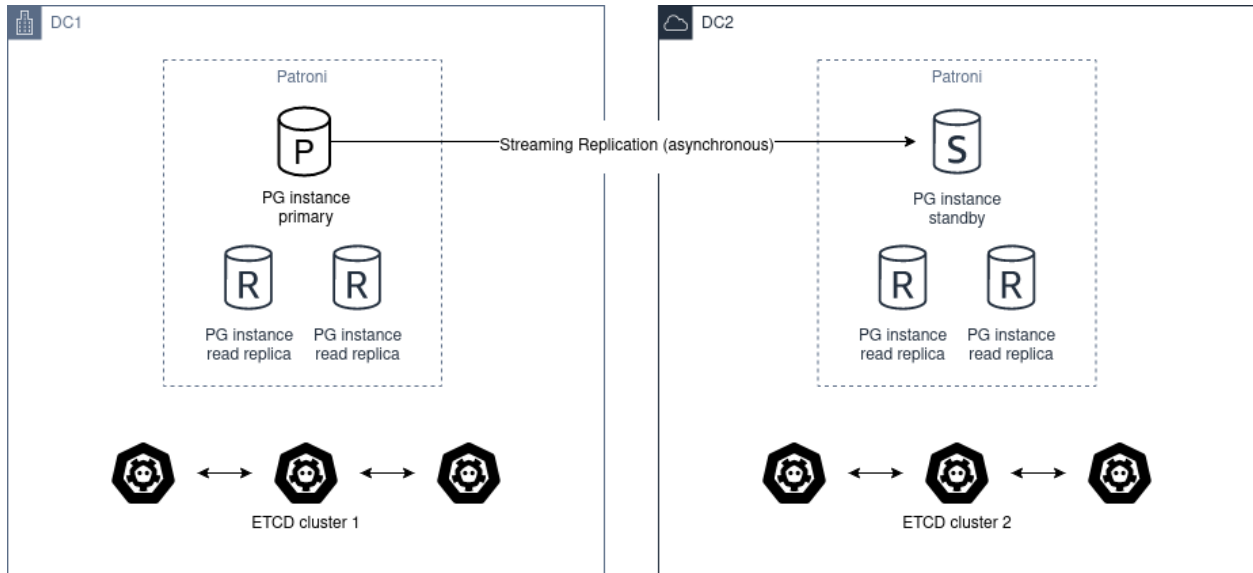 DC1
DC2
Patroni
Patroni
P
Streaming Replication (asynchronous)
S
PG instance
primary
PG instance
standby
R
R
R
R
PG instance
read replica
PG instance
read replica
PG instance
read replica
PG instance
read replica
ETCD cluster 1
ETCD cluster 2